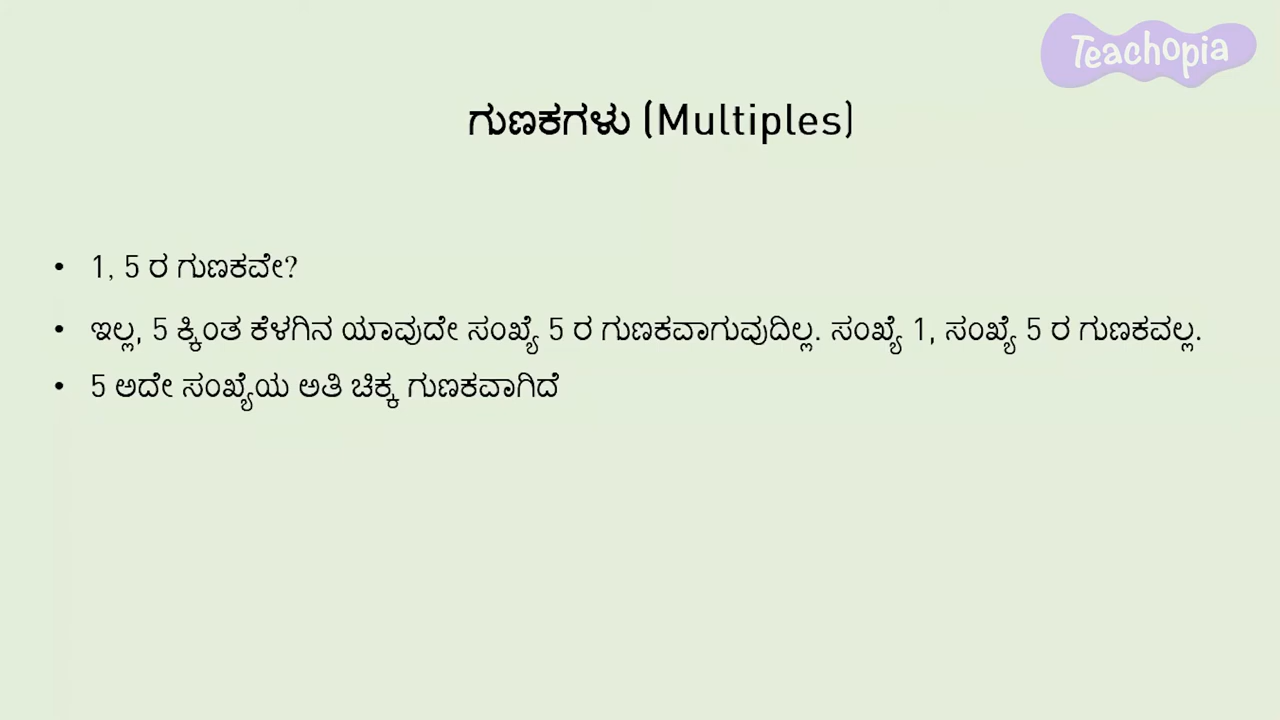 Teachopia
ಗುಣಕಗಳು (Multiples)
• 1, 5 ರ ಗುಣಕವೇ?
• ಇಲ್ಲ, 5 ಕ್ಕಿಂತ ಕೆಳಗಿನ ಯಾವುದೇ ಸಂಖ್ಯೆ 5 ರ ಗುಣಕವಾಗುವುದಿಲ್ಲ. ಸಂಖ್ಯೆ 1, ಸಂಖ್ಯೆ 5 ರ ಗುಣಕವಲ್ಲ.
• 5 ಅದೇ ಸಂಖ್ಯೆಯ ಅತಿ ಚಿಕ್ಕ ಗುಣಕವಾಗಿದೆ